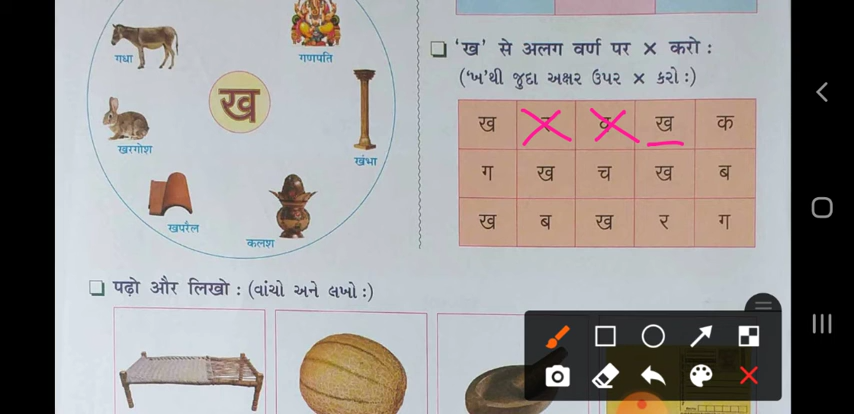 गधा
गणपति
ख
खरगोश
खंभा
खपरैल
कलश
'ख' से अलग वर्ण पर × करो :
('ખ'થી જુદા અક્ષર ઉપર × કરો :)
ख ख क
ग ख च ख ब
ख ब ख र ग
पढ़ो और लिखो : (વાંચો અને લખો :)